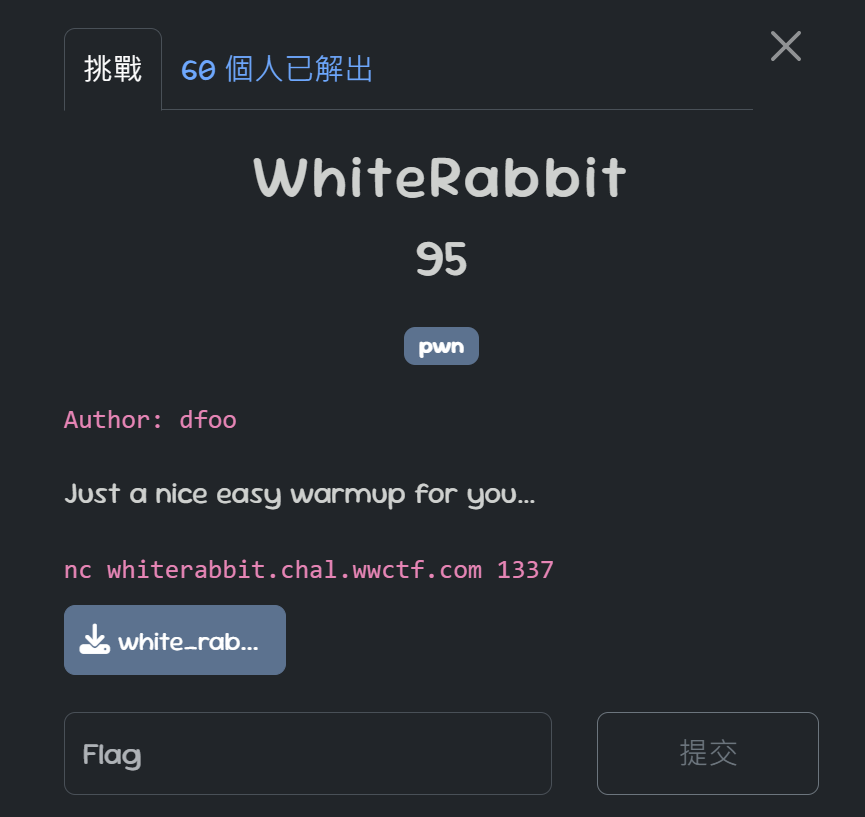 挑戰
60 個人已解出
WhiteRabbit
95
pwn
Author: dfoo
Just a nice easy warmup for you...
nc whiterabbit.chal.wwctf.com 1337
white_rab...
Flag
提交